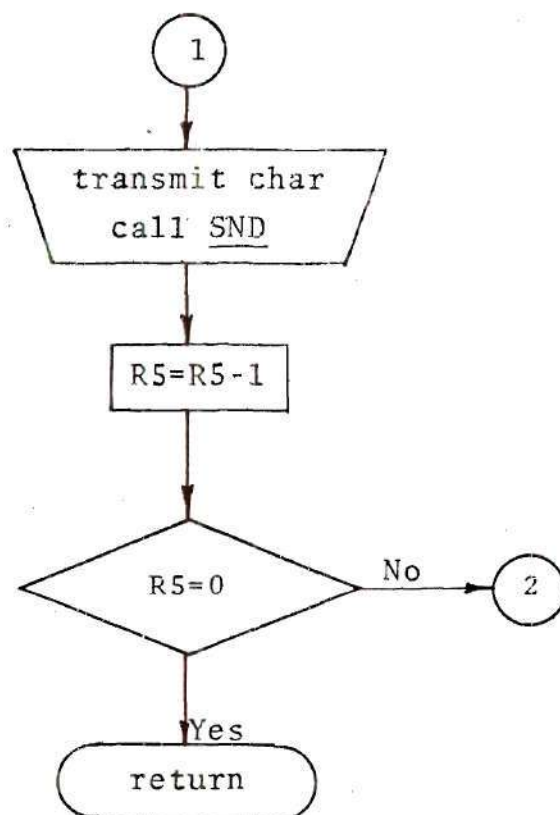 1
transmit char
call SND
R5=R5-1
R5=0
No
2
Yes
return